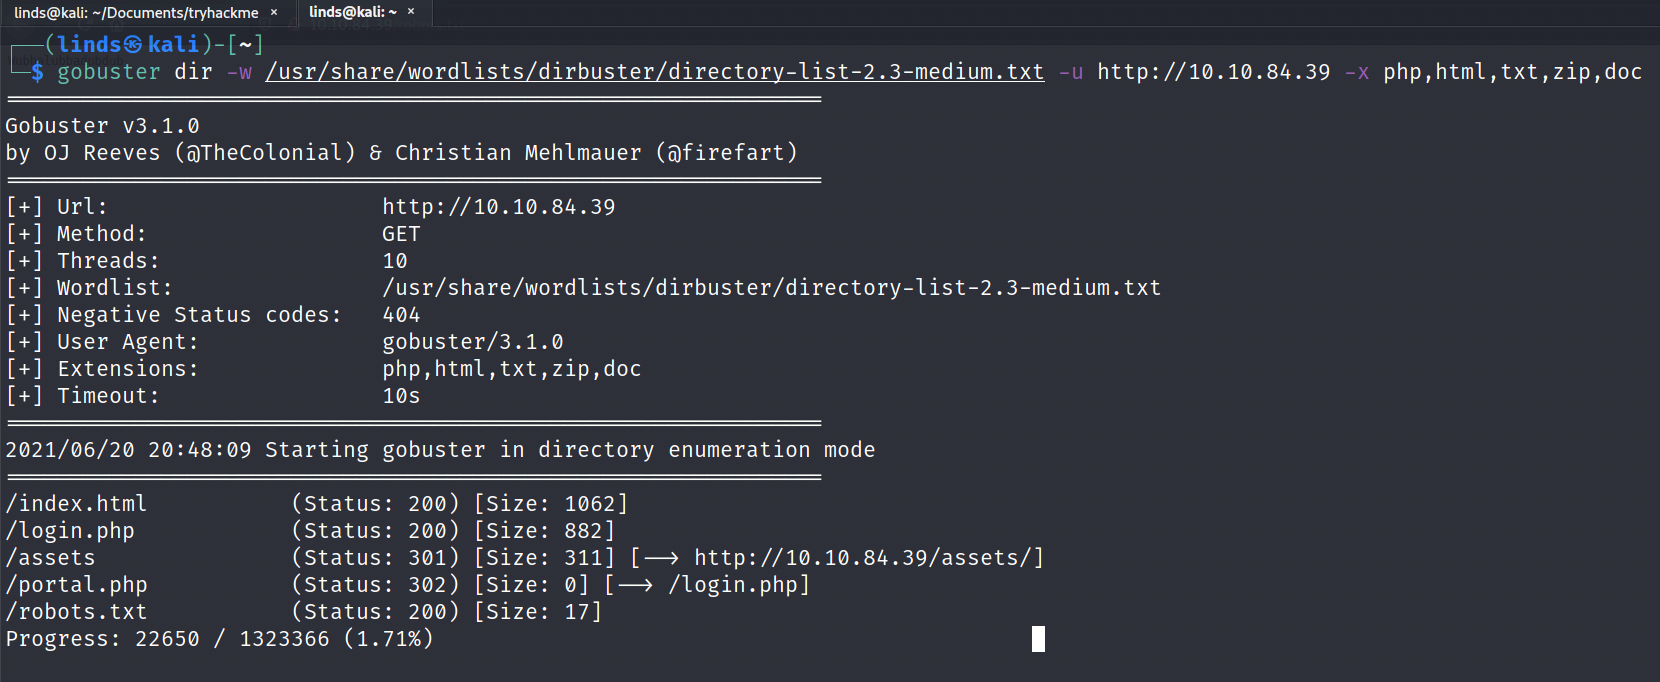 linds@kali: ~/Documents/tryhackme × linds@kali: ~ ×
(linds㉿kali)-[~]
$ gobuster dir -w /usr/share/wordlists/dirbuster/directory-list-2.3-medium.txt -u http://10.10.84.39 -x php,html,txt,zip,doc
===============================================================
Gobuster v3.1.0
by OJ Reeves (@TheColonial) & Christian Mehlmauer (@firefart)
===============================================================
[+] Url: http://10.10.84.39
[+] Method: GET
[+] Threads: 10
[+] Wordlist: /usr/share/wordlists/dirbuster/directory-list-2.3-medium.txt
[+] Negative Status codes: 404
[+] User Agent: gobuster/3.1.0
[+] Extensions: php,html,txt,zip,doc
[+] Timeout: 10s
===============================================================
2021/06/20 20:48:09 Starting gobuster in directory enumeration mode
===============================================================
/index.html (Status: 200) [Size: 1062]
/login.php (Status: 200) [Size: 882]
/assets (Status: 301) [Size: 311] [--> http://10.10.84.39/assets/]
/portal.php (Status: 302) [Size: 0] [--> /login.php]
/robots.txt (Status: 200) [Size: 17]
Progress: 22650 / 1323366 (1.71%)